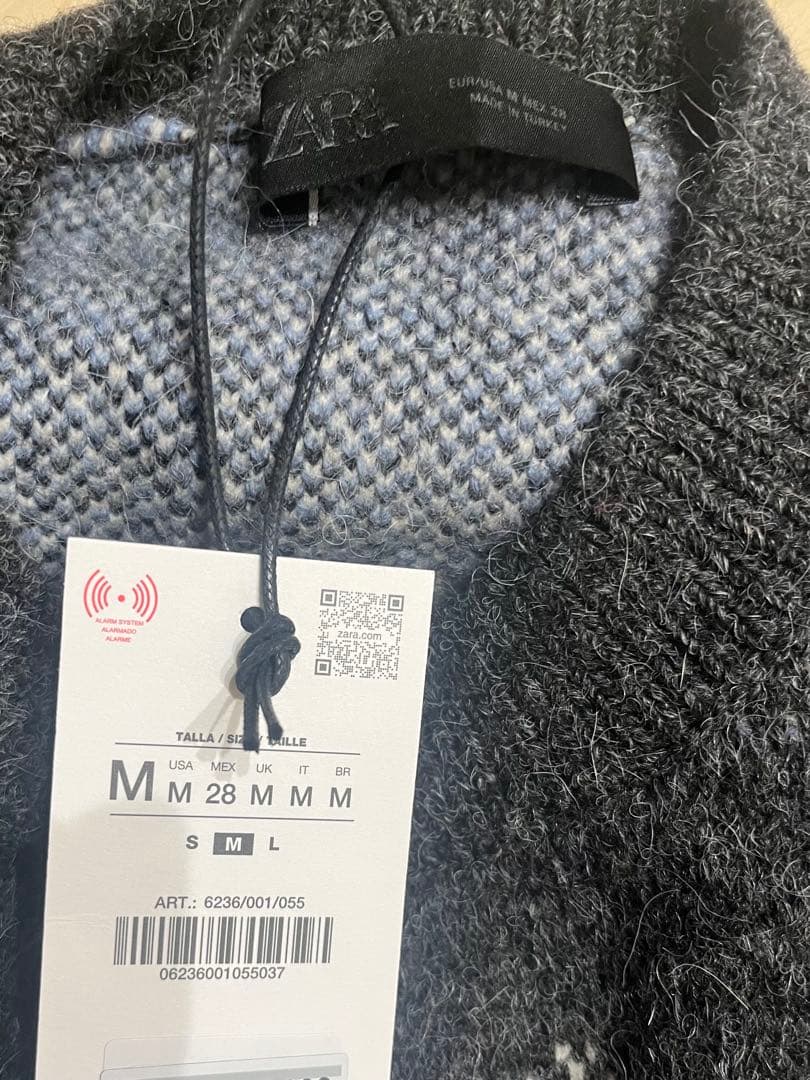 ZARA
EUR/USA M MEX 28
MADE IN TURKEY
ALARM SYSTEM
ALARMADO
ALARME
zara.com
TALLA / SIZE / TAILLE
USA MEX UK IT BR
M M 28 M M M
S M L
ART.: 6236/001/055
06236001055037